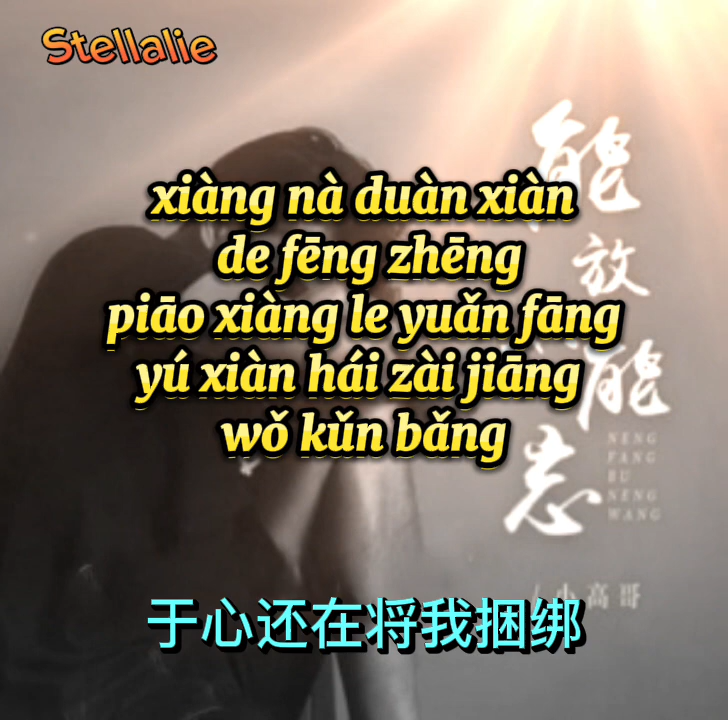 Stellalie
xiàng nà duàn xiàn
de fēng zhēng
piāo xiàng le yuǎn fāng
yú xiàn hái zài jiāng
wǒ kǔn bǎng
能
放
能
忘
NENG
FANG
BU
NENG
WANG
小高哥
于心还在将我捆绑